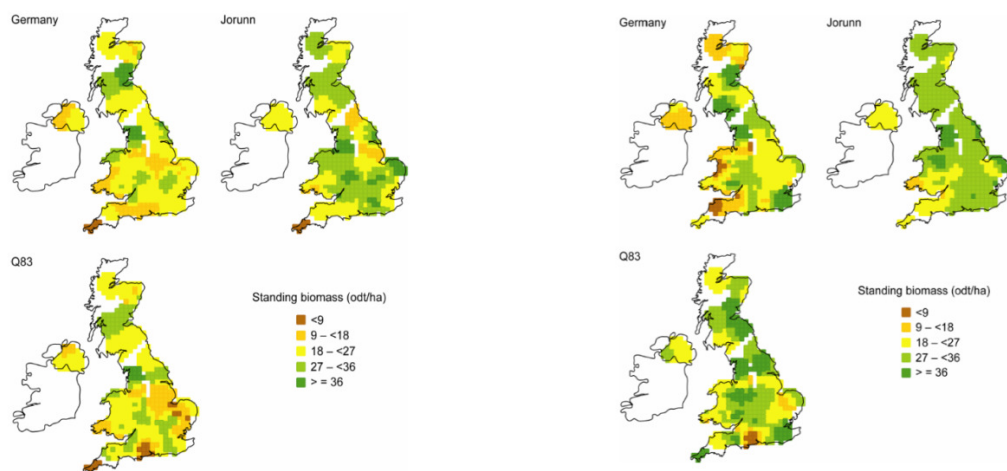 Germany
Jorunn
Q83
Standing biomass (odt/ha)
<9
9 – <18
18 – <27
27 – <36
> = 36
Germany
Jorunn
Q83
Standing biomass (odt/ha)
<9
9 – <18
18 – <27
27 – <36
> = 36